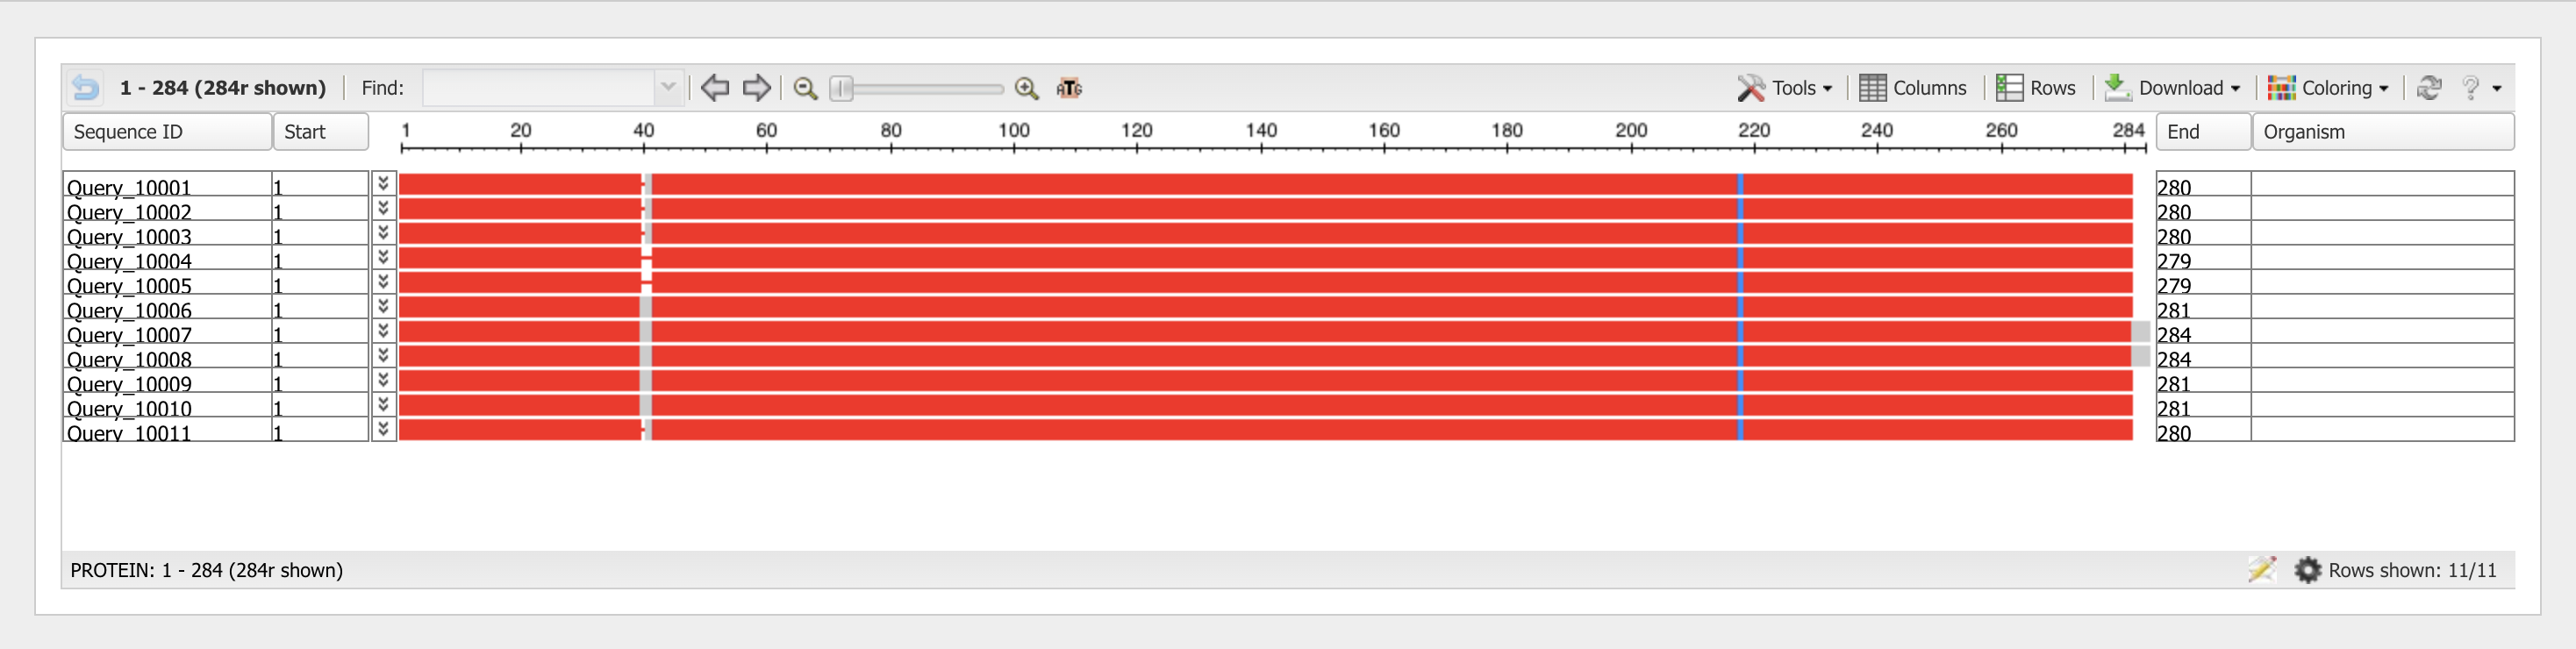 1 - 284 (284r shown) Find: ATG Tools Columns Rows Download Coloring ?
Sequence ID Start 1 20 40 60 80 100 120 140 160 180 200 220 240 260 284 End Organism
Query_10001 1 280
Query_10002 1 280
Query_10003 1 280
Query_10004 1 279
Query_10005 1 279
Query_10006 1 281
Query_10007 1 284
Query_10008 1 284
Query_10009 1 281
Query_10010 1 281
Query_10011 1 280
PROTEIN: 1 - 284 (284r shown) Rows shown: 11/11